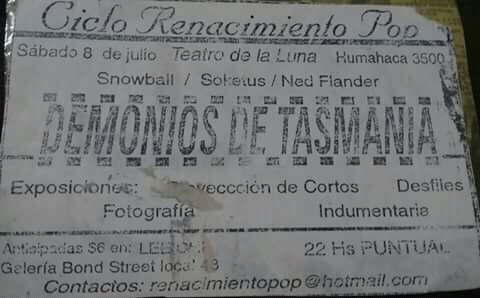 Ciclo Renacimiento Pop
Sábado 8 de julio Teatro de la Luna Humahaca 3500
Snowball / Soketus / Ned Flander
DEMONIOS DE TASMANIA
Exposiciones: de Cortos Desfiles
Fotografía Indumentaria
Antisipadas $6 en:
22 Hs PUNTUAL
Galería Bond Street local 43
Contactos: renacimientopop@hotmail.com